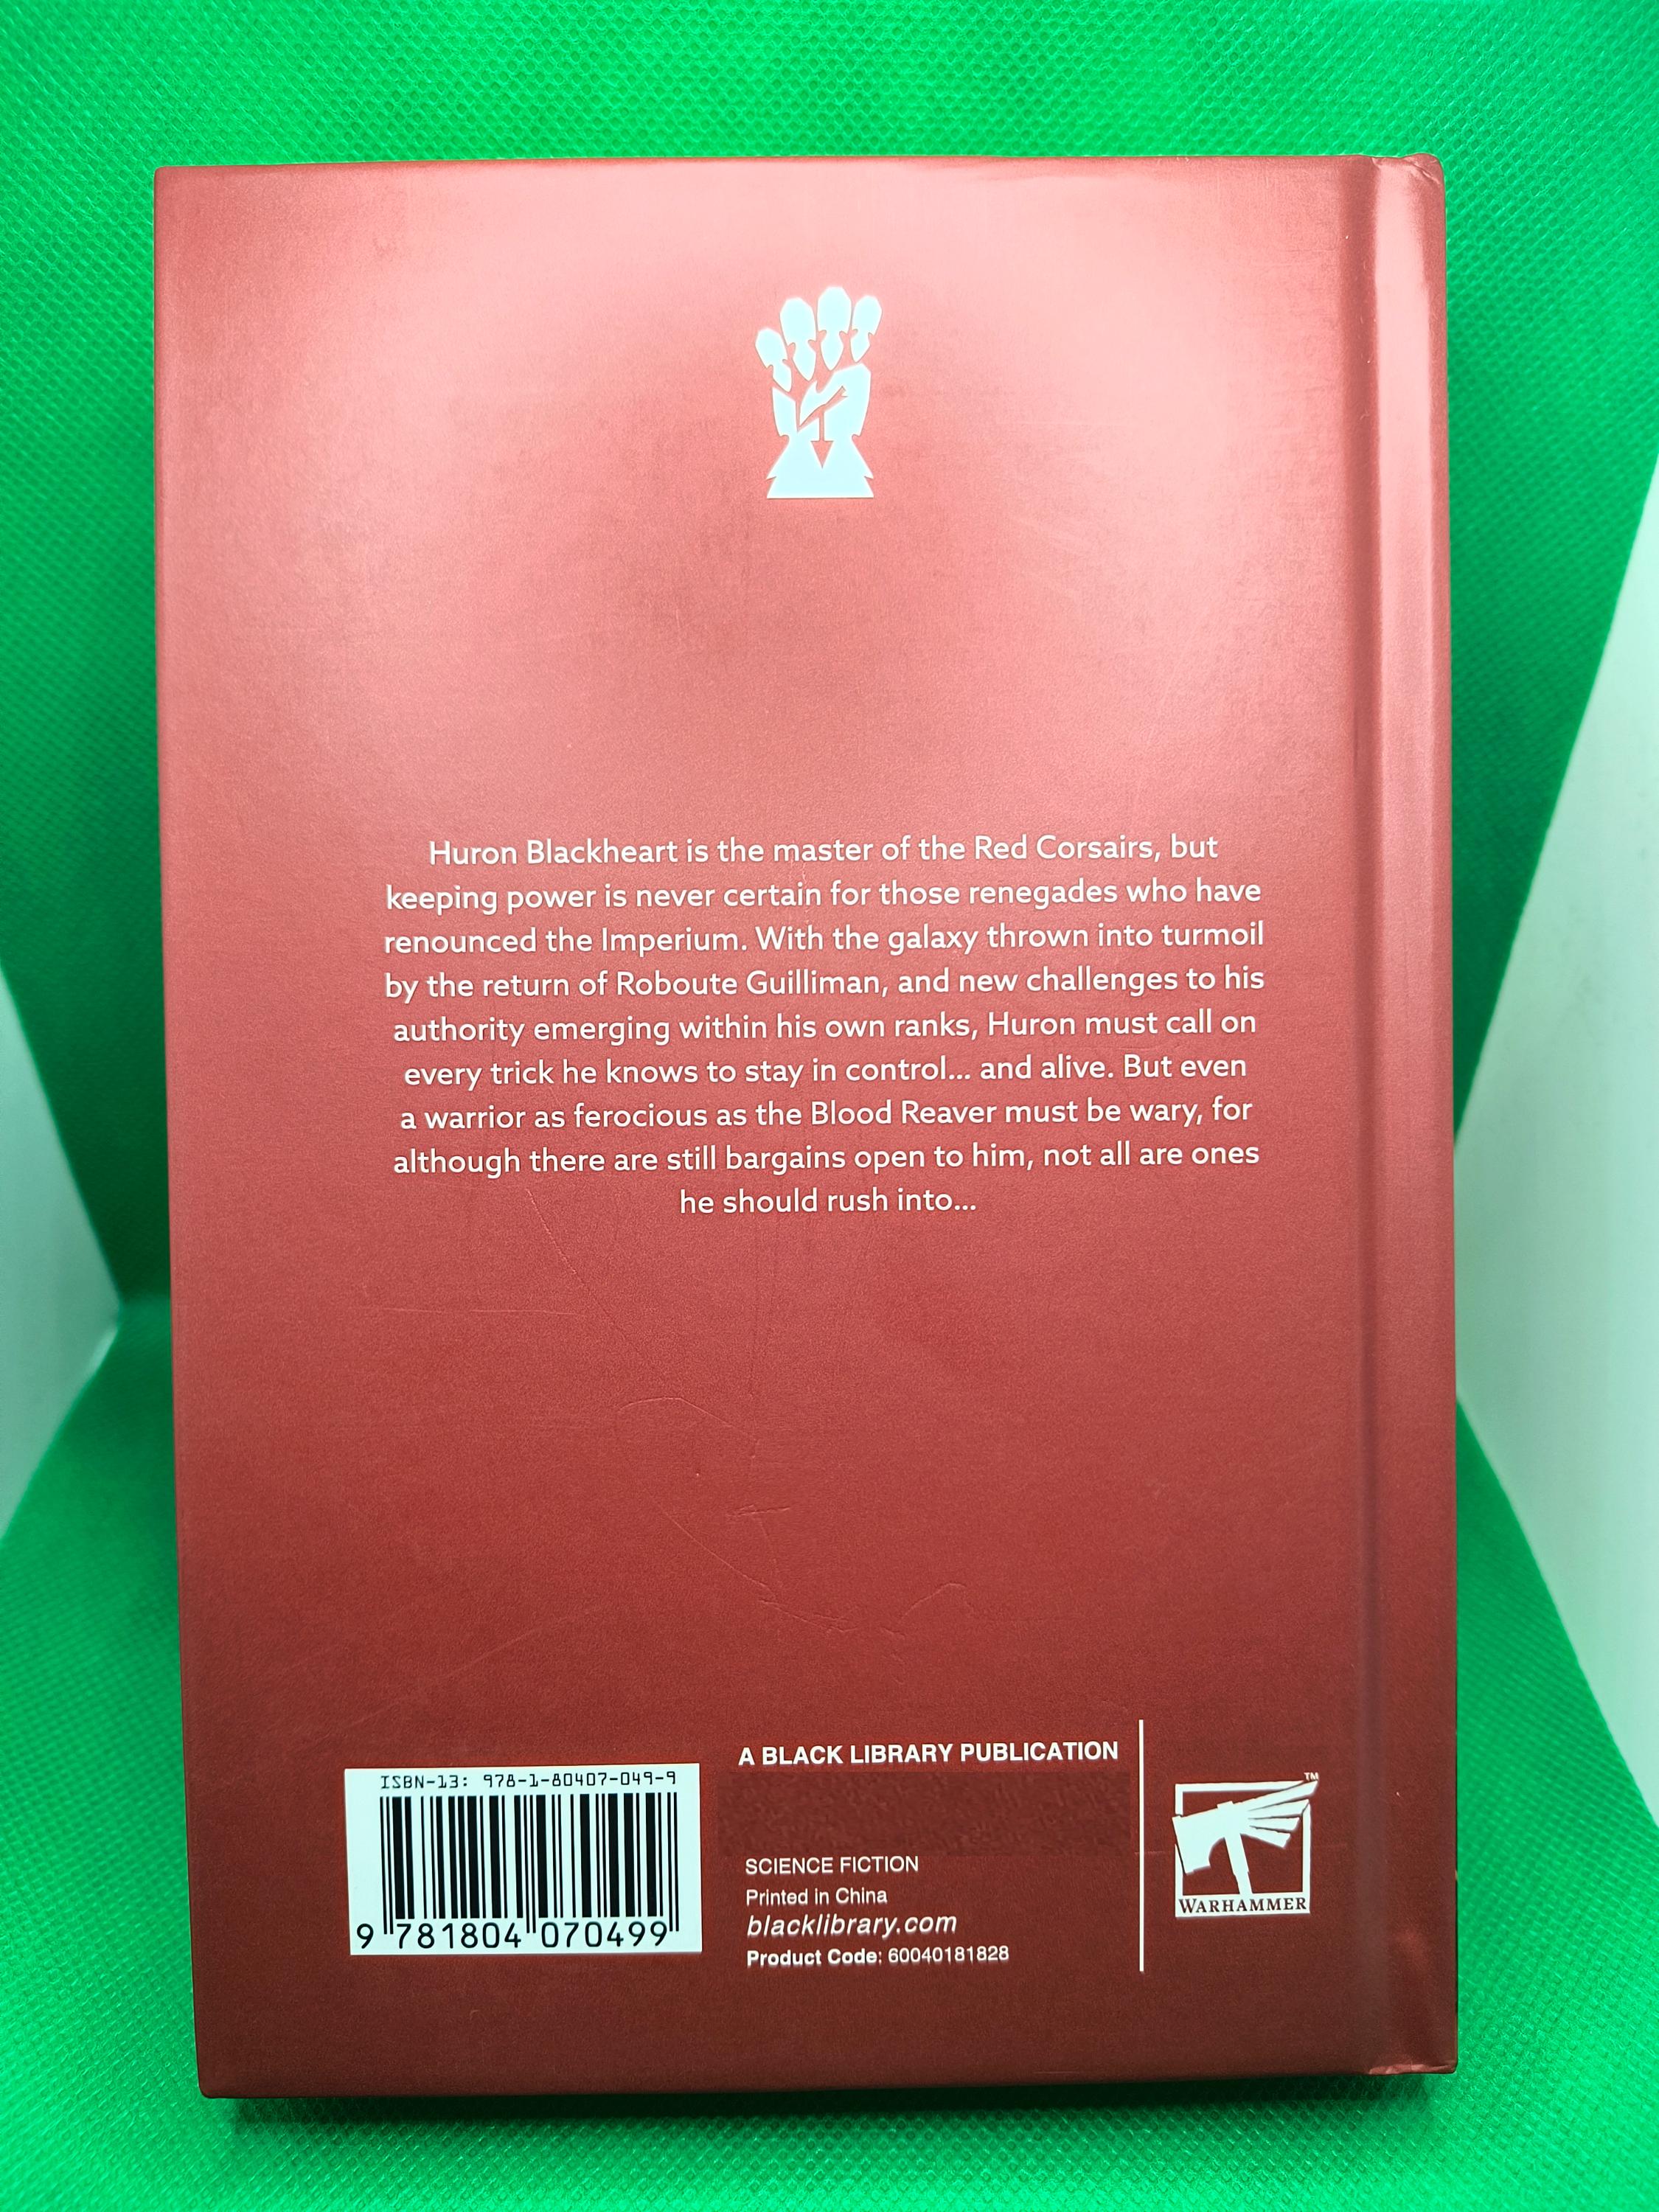 Huron Blackheart is the master of the Red Corsairs, but
keeping power is never certain for those renegades who have
renounced the Imperium. With the galaxy thrown into turmoil
by the return of Roboute Guilliman, and new challenges to his
authority emerging within his own ranks, Huron must call on
every trick he knows to stay in control... and alive. But even
a warrior as ferocious as the Blood Reaver must be wary, for
although there are still bargains open to him, not all are ones
he should rush into...
ISBN-13: 978-1-80407-049-9
9 781804 070499
A BLACK LIBRARY PUBLICATION
SCIENCE FICTION
Printed in China
blacklibrary.com
Product Code: 60040181828
TM
WARHAMMER